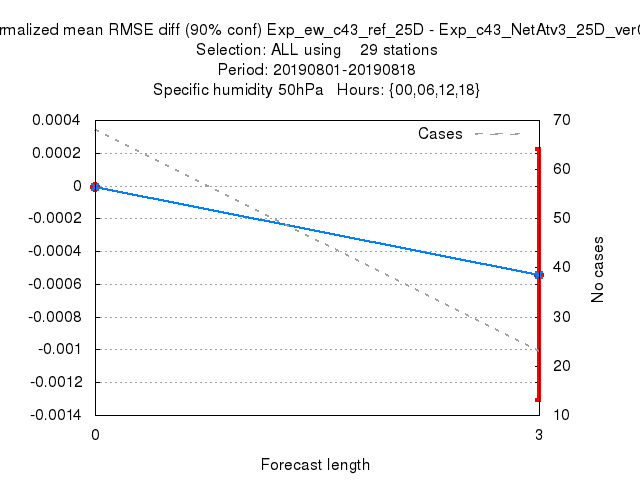 mean RMSE diff (90% conf) Exp_ew_c43_ref_25D - Exp_c43_NetAtv3_25D_ver
Selection: ALL using 29 stations
Period: 20190801-20190818
Specific humidity 50hPa Hours: {00,06,12,18}
0.0004
0.0002
0
-0.0002
-0.0004
-0.0006
-0.0008
-0.001
-0.0012
-0.0014
Cases
70
60
50
40
30
20
10
No cases
0
3
Forecast length